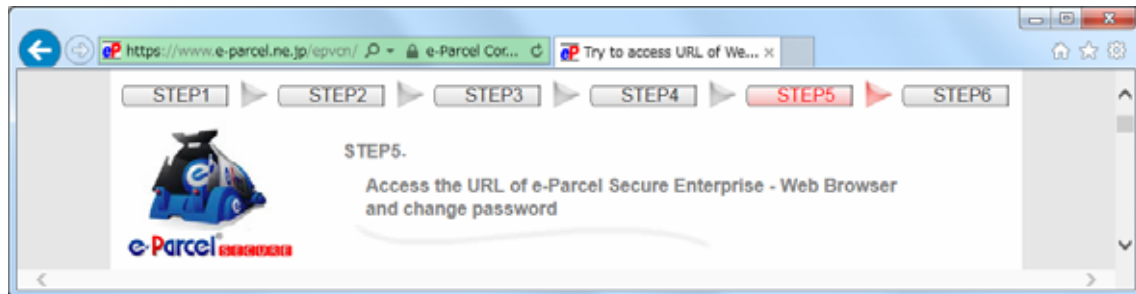 https://www.e-parcel.ne.jp/epvcn/
e-Parcel Cor...
Try to access URL of We...
STEP1
STEP2
STEP3
STEP4
STEP5
STEP6
STEP5.
Access the URL of e-Parcel Secure Enterprise - Web Browser
and change password
e-Parcel